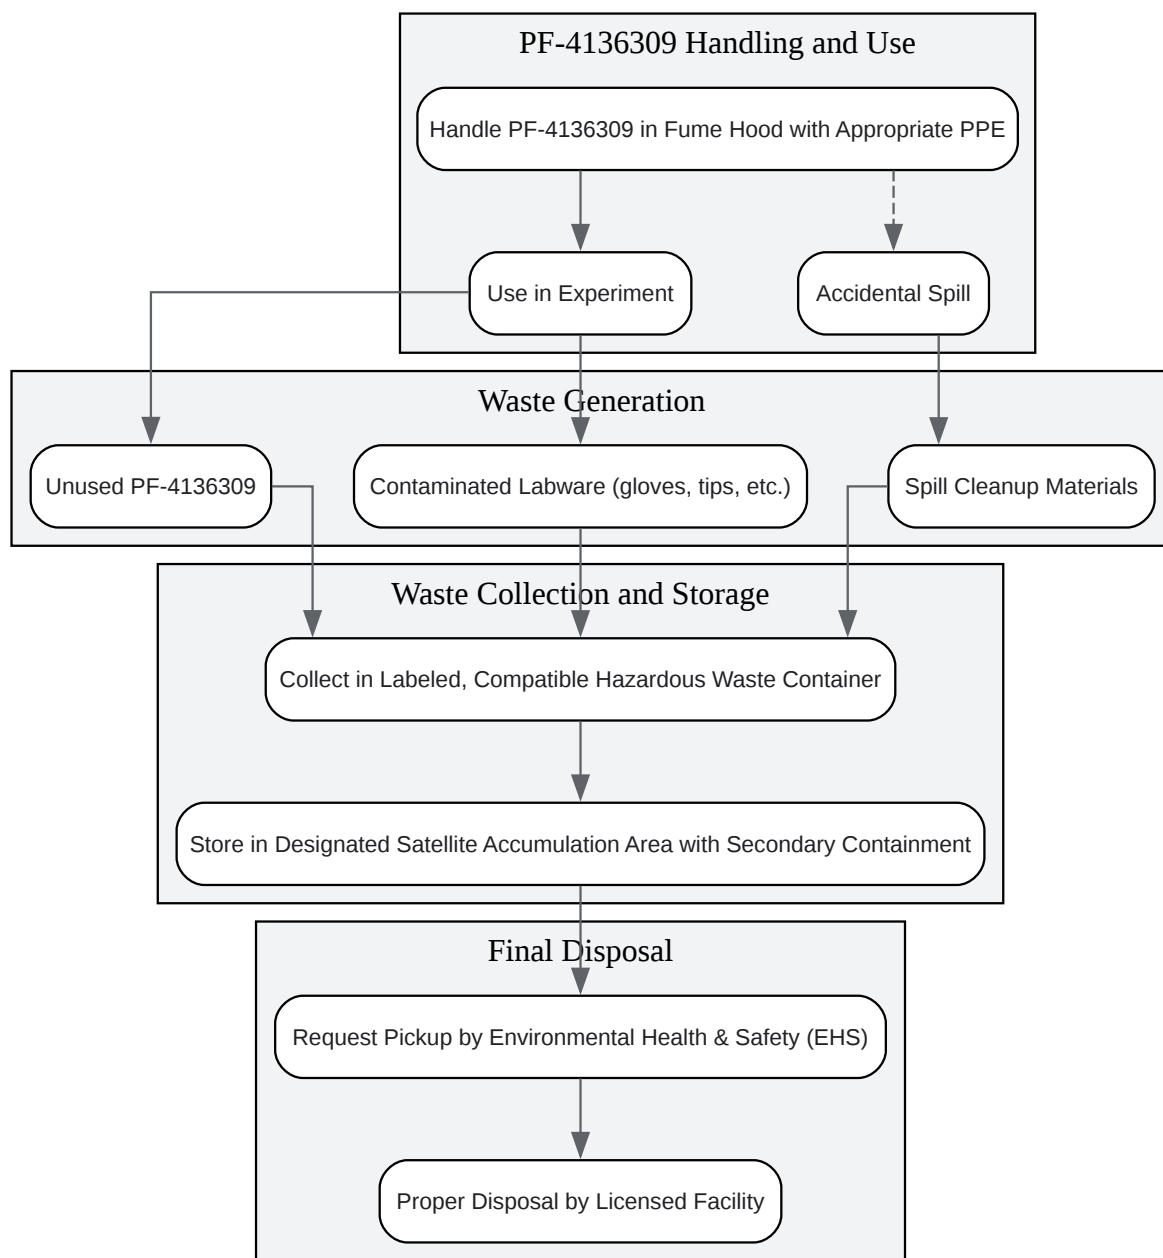 PF-4136309 Handling and Use
Handle PF-4136309 in Fume Hood with Appropriate PPE
Use in Experiment
Accidental Spill
Waste Generation
Unused PF-4136309
Contaminated Labware (gloves, tips, etc.)
Spill Cleanup Materials
Waste Collection and Storage
Collect in Labeled, Compatible Hazardous Waste Container
Store in Designated Satellite Accumulation Area with Secondary Containment
Final Disposal
Request Pickup by Environmental Health & Safety (EHS)
Proper Disposal by Licensed Facility